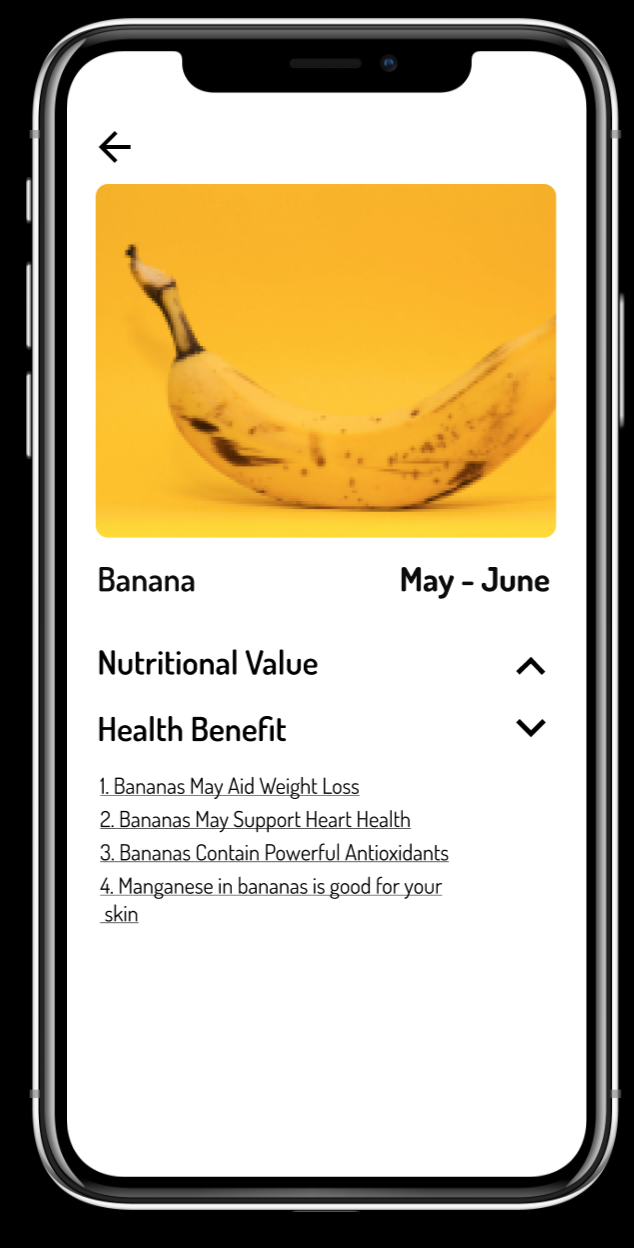 Banana
May - June
Nutritional Value
Health Benefit
1. Bananas May Aid Weight Loss
2. Bananas May Support Heart Health
3. Bananas Contain Powerful Antioxidants
4. Manganese in bananas is good for your
skin